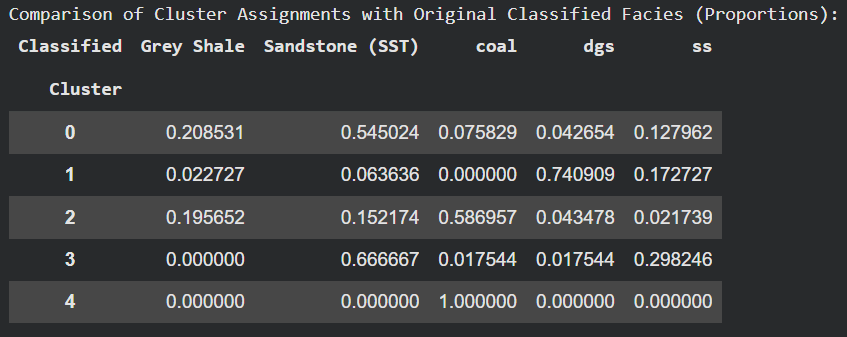 Comparison of Cluster Assignments with Original Classified Facies (Proportions):
Classified Grey Shale Sandstone (SST) coal dgs ss
Cluster
0 0.208531 0.545024 0.075829 0.042654 0.127962
1 0.022727 0.063636 0.000000 0.740909 0.172727
2 0.195652 0.152174 0.586957 0.043478 0.021739
3 0.000000 0.666667 0.017544 0.017544 0.298246
4 0.000000 0.000000 1.000000 0.000000 0.000000